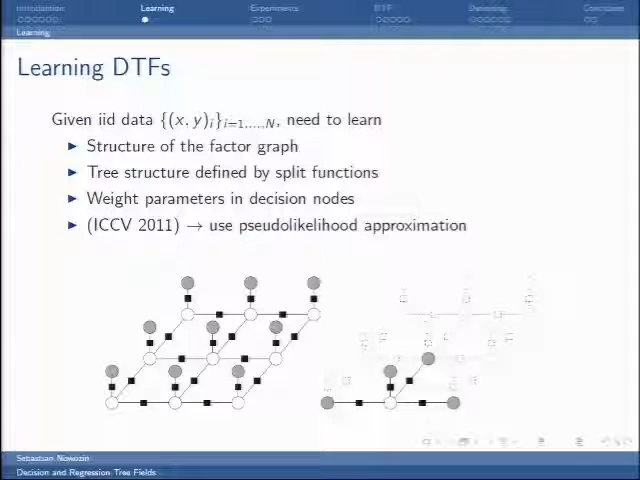 Introduction Learning Experiments DTF Denoising Conclusion
Learning
Learning DTFs
Given iid data {(x, y)ᵢ}ᵢ₌₁,...,N, need to learn
▶ Structure of the factor graph
▶ Tree structure defined by split functions
▶ Weight parameters in decision nodes
▶ (ICCV 2011) → use pseudolikelihood approximation
Sebastian Nowozin
Decision and Regression Tree Fields